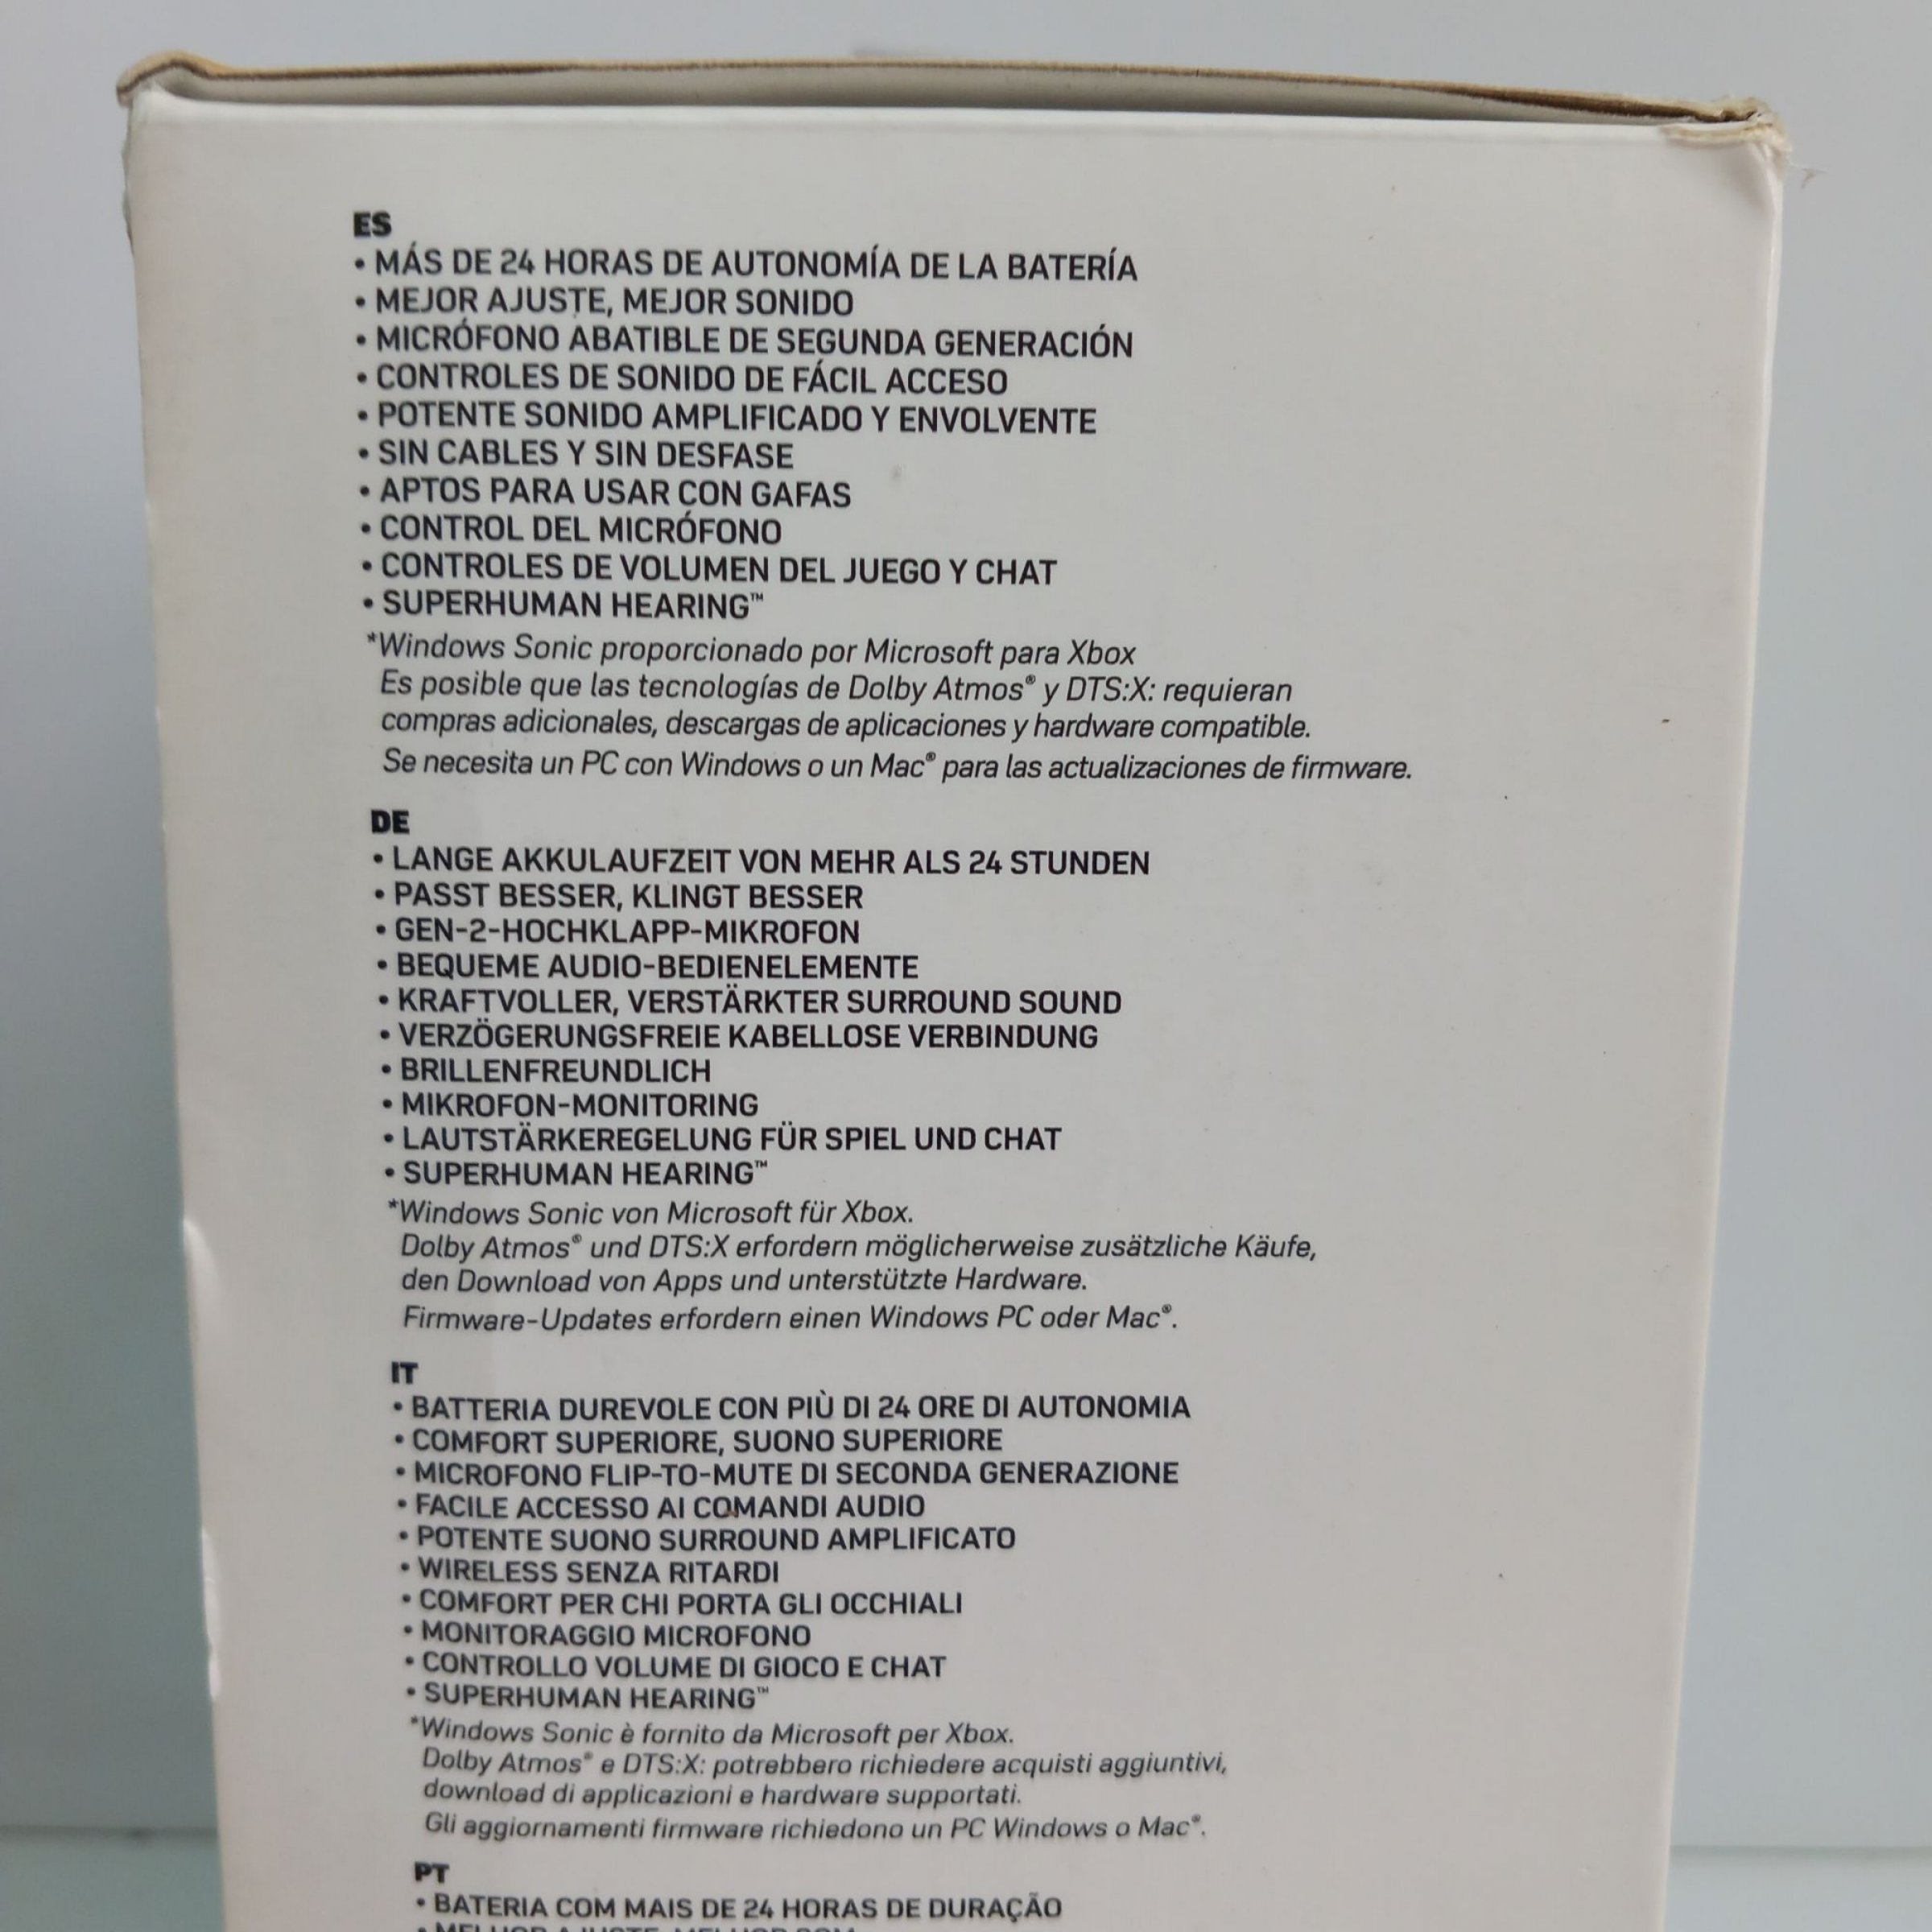 ES
• MÁS DE 24 HORAS DE AUTONOMÍA DE LA BATERÍA
• MEJOR AJUSTE, MEJOR SONIDO
• MICRÓFONO ABATIBLE DE SEGUNDA GENERACIÓN
• CONTROLES DE SONIDO DE FÁCIL ACCESO
• POTENTE SONIDO AMPLIFICADO Y ENVOLVENTE
• SIN CABLES Y SIN DESFASE
• APTOS PARA USAR CON GAFAS
• CONTROL DEL MICRÓFONO
• CONTROLES DE VOLUMEN DEL JUEGO Y CHAT
• SUPERHUMAN HEARING™
*Windows Sonic proporcionado por Microsoft para Xbox
Es posible que las tecnologías de Dolby Atmos® y DTS:X: requieran
compras adicionales, descargas de aplicaciones y hardware compatible.
Se necesita un PC con Windows o un Mac® para las actualizaciones de firmware.
DE
• LANGE AKKULAUFZEIT VON MEHR ALS 24 STUNDEN
• PASST BESSER, KLINGT BESSER
• GEN-2-HOCHKLAPP-MIKROFON
• BEQUEME AUDIO-BEDIENELEMENTE
• KRAFTVOLLER, VERSTÄRKTER SURROUND SOUND
• VERZÖGERUNGSFREIE KABELLOSE VERBINDUNG
• BRILLENFREUNDLICH
• MIKROFON-MONITORING
• LAUTSTÄRKEREGELUNG FÜR SPIEL UND CHAT
• SUPERHUMAN HEARING™
*Windows Sonic von Microsoft für Xbox.
Dolby Atmos® und DTS:X erfordern möglicherweise zusätzliche Käufe,
den Download von Apps und unterstützte Hardware.
Firmware-Updates erfordern einen Windows PC oder Mac®.
IT
• BATTERIA DUREVOLE CON PIÙ DI 24 ORE DI AUTONOMIA
• COMFORT SUPERIORE, SUONO SUPERIORE
• MICROFONO FLIP-TO-MUTE DI SECONDA GENERAZIONE
• FACILE ACCESSO AI COMANDI AUDIO
• POTENTE SUONO SURROUND AMPLIFICATO
• WIRELESS SENZA RITARDI
• COMFORT PER CHI PORTA GLI OCCHIALI
• MONITORAGGIO MICROFONO
• CONTROLLO VOLUME DI GIOCO E CHAT
• SUPERHUMAN HEARING™
*Windows Sonic è fornito da Microsoft per Xbox.
Dolby Atmos® e DTS:X: potrebbero richiedere acquisti aggiuntivi,
download di applicazioni e hardware supportati.
Gli aggiornamenti firmware richiedono un PC Windows o Mac®.
PT
• BATERIA COM MAIS DE 24 HORAS DE DURAÇÃO